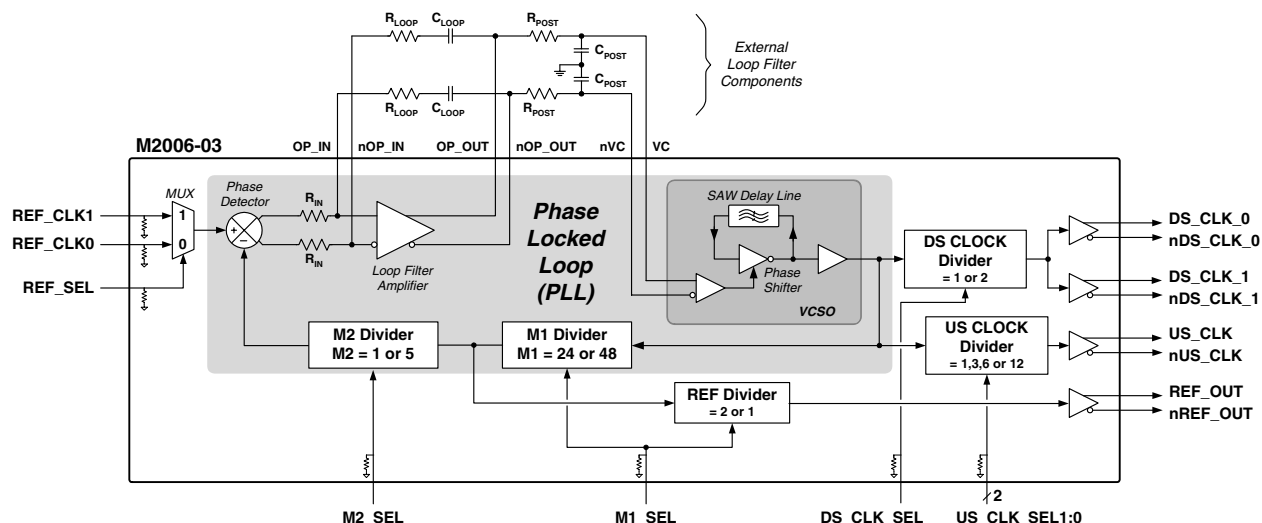 R_LOOP C_LOOP R_POST
C_POST
C_POST
R_LOOP C_LOOP R_POST
External
Loop Filter
Components
M2006-03
OP_IN nOP_IN OP_OUT nOP_OUT nVC VC
MUX
1
0
REF_CLK1
REF_CLK0
REF_SEL
Phase
Detector
+
−
R_IN
R_IN
Loop Filter
Amplifier
Phase
Locked
Loop
(PLL)
SAW Delay Line
Phase
Shifter
VCSO
DS CLOCK
Divider
= 1 or 2
DS_CLK_0
nDS_CLK_0
DS_CLK_1
nDS_CLK_1
M2 Divider
M2 = 1 or 5
M1 Divider
M1 = 24 or 48
US CLOCK
Divider
= 1,3,6 or 12
US_CLK
nUS_CLK
REF Divider
= 2 or 1
REF_OUT
nREF_OUT
2
M2_SEL M1_SEL DS_CLK_SEL US_CLK_SEL1:0